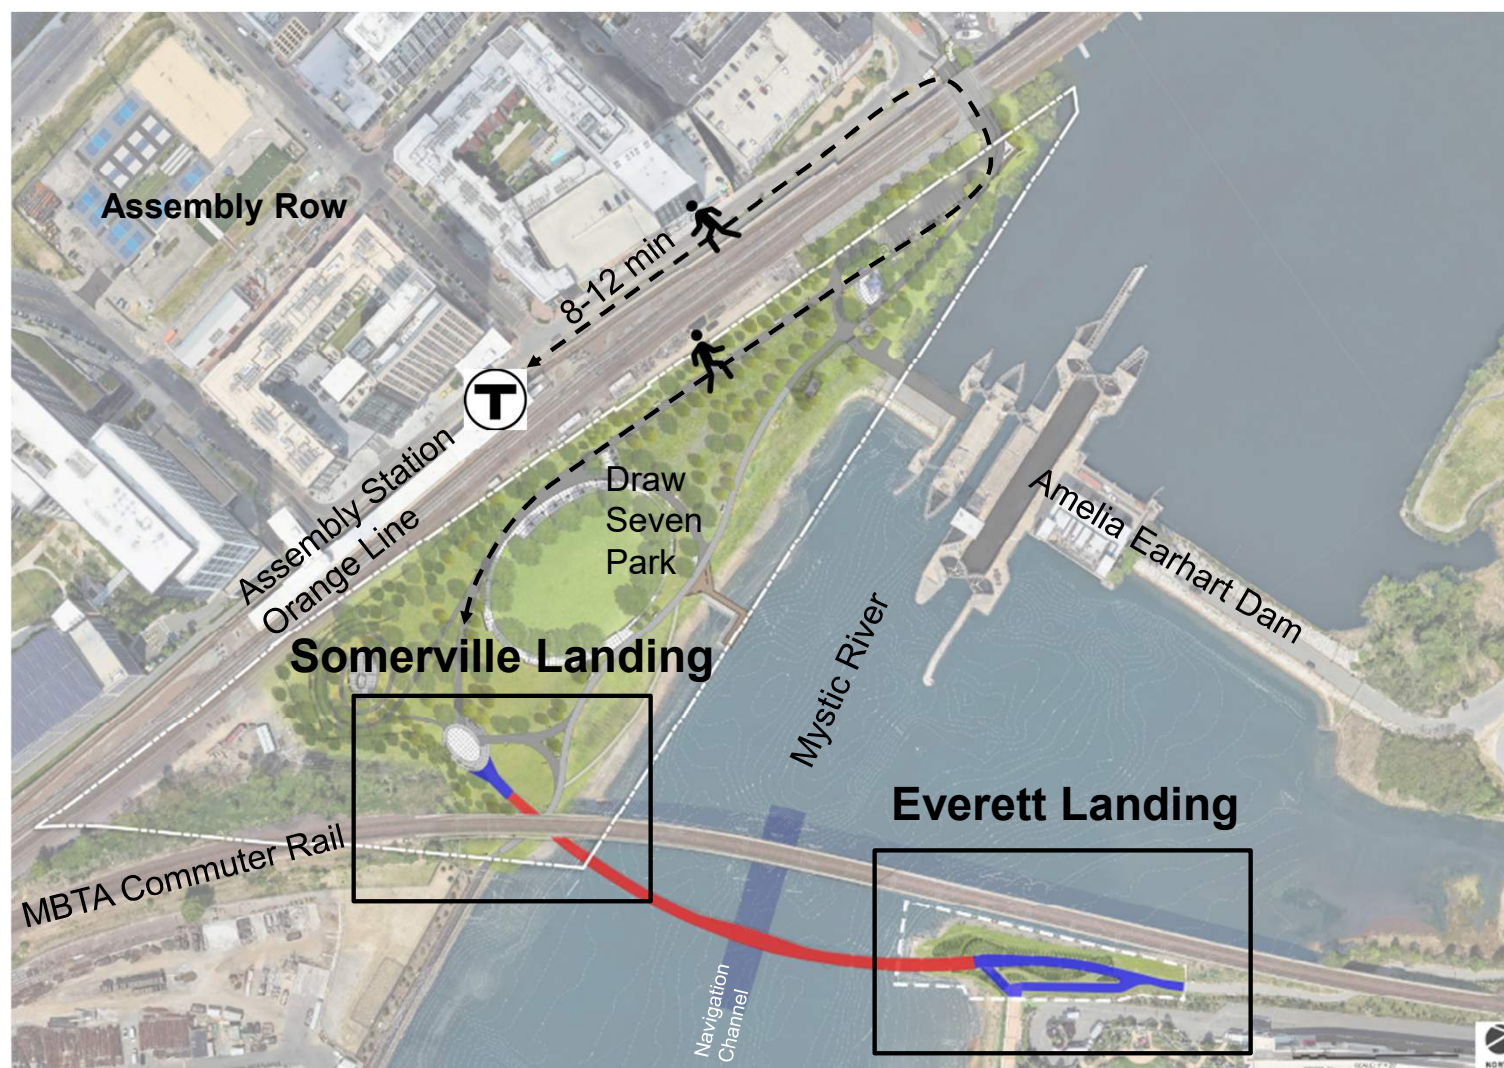 Assembly Row
8-12 min
T
Assembly Station
Orange Line
Draw
Seven
Park
Amelia Earhart Dam
Somerville Landing
Mystic River
Everett Landing
MBTA Commuter Rail
Navigation
Channel